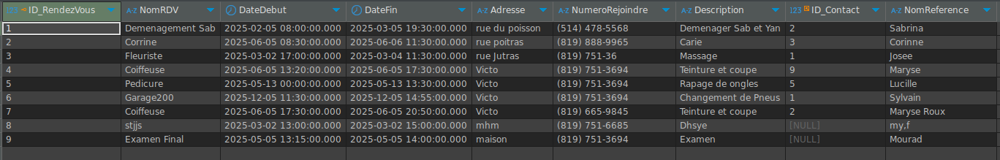 123 ID_RendezVous A-Z NomRDV DateDebut DateFin A-Z Adresse A-Z NumeroRejoindre A-Z Description 123 ID_Contact A-Z NomReference
1 Demenagement Sab 2025-02-05 08:00:00.000 2025-03-05 19:30:00.000 rue du poisson (514) 478-5568 Demenager Sab et Yan 2 Sabrina
2 Corrine 2025-06-05 08:30:00.000 2025-06-06 11:30:00.000 rue poitras (819) 888-9965 Carie 3 Corinne
3 Fleuriste 2025-03-02 17:00:00.000 2025-03-04 11:30:00.000 rue Jutras (819) 751-36 Massage 1 Josee
4 Coiffeuse 2025-06-05 13:20:00.000 2025-06-05 17:30:00.000 Victo (819) 751-3694 Teinture et coupe 9 Maryse
5 Pedicure 2025-05-13 00:00:00.000 2025-05-13 13:30:00.000 Victo (819) 751-3694 Rapage de ongles 5 Lucille
6 Garage200 2025-12-05 11:30:00.000 2025-12-05 14:55:00.000 Victo (819) 751-3694 Changement de Pneus 1 Sylvain
7 Coiffeuse 2025-06-05 17:30:00.000 2025-06-05 20:50:00.000 Victo (819) 665-9845 Teinture et coupe 2 Maryse Roux
8 stjjs 2025-03-02 13:00:00.000 2025-03-02 15:00:00.000 mhm (819) 751-6685 Dhsye [NULL] my,f
9 Examen Final 2025-05-05 13:15:00.000 2025-05-05 14:00:00.000 maison (819) 751-3694 Examen [NULL] Mourad